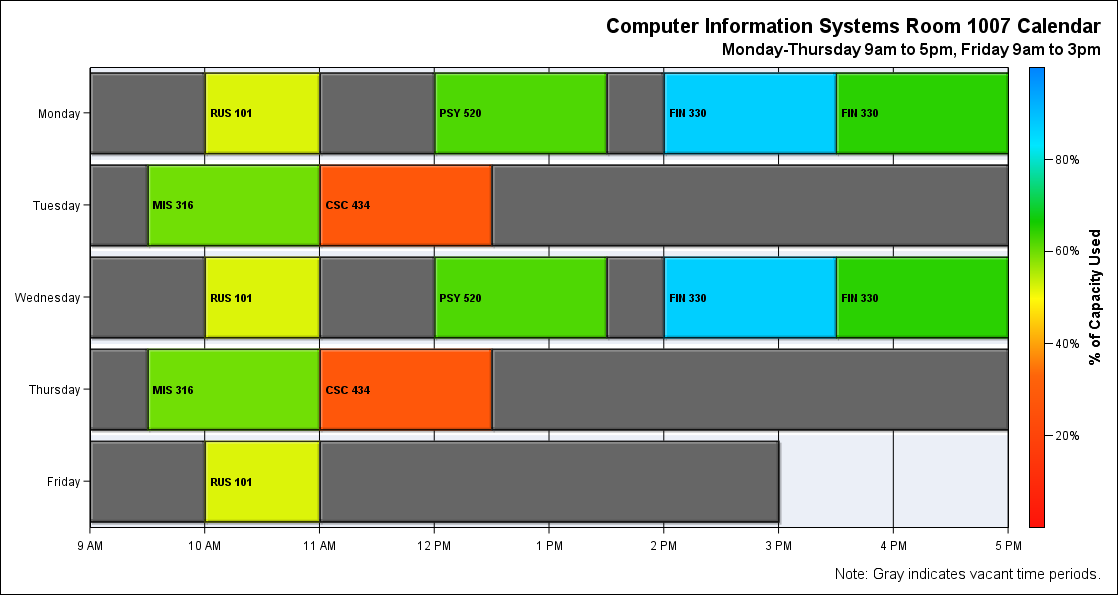 Computer Information Systems Room 1007 Calendar
Monday-Thursday 9am to 5pm, Friday 9am to 3pm
Monday
RUS 101
PSY 520
FIN 330
FIN 330
Tuesday
MIS 316
CSC 434
Wednesday
RUS 101
PSY 520
FIN 330
FIN 330
Thursday
MIS 316
CSC 434
Friday
RUS 101
9 AM 10 AM 11 AM 12 PM 1 PM 2 PM 3 PM 4 PM 5 PM
80%
60%
40%
20%
% of Capacity Used
Note: Gray indicates vacant time periods.